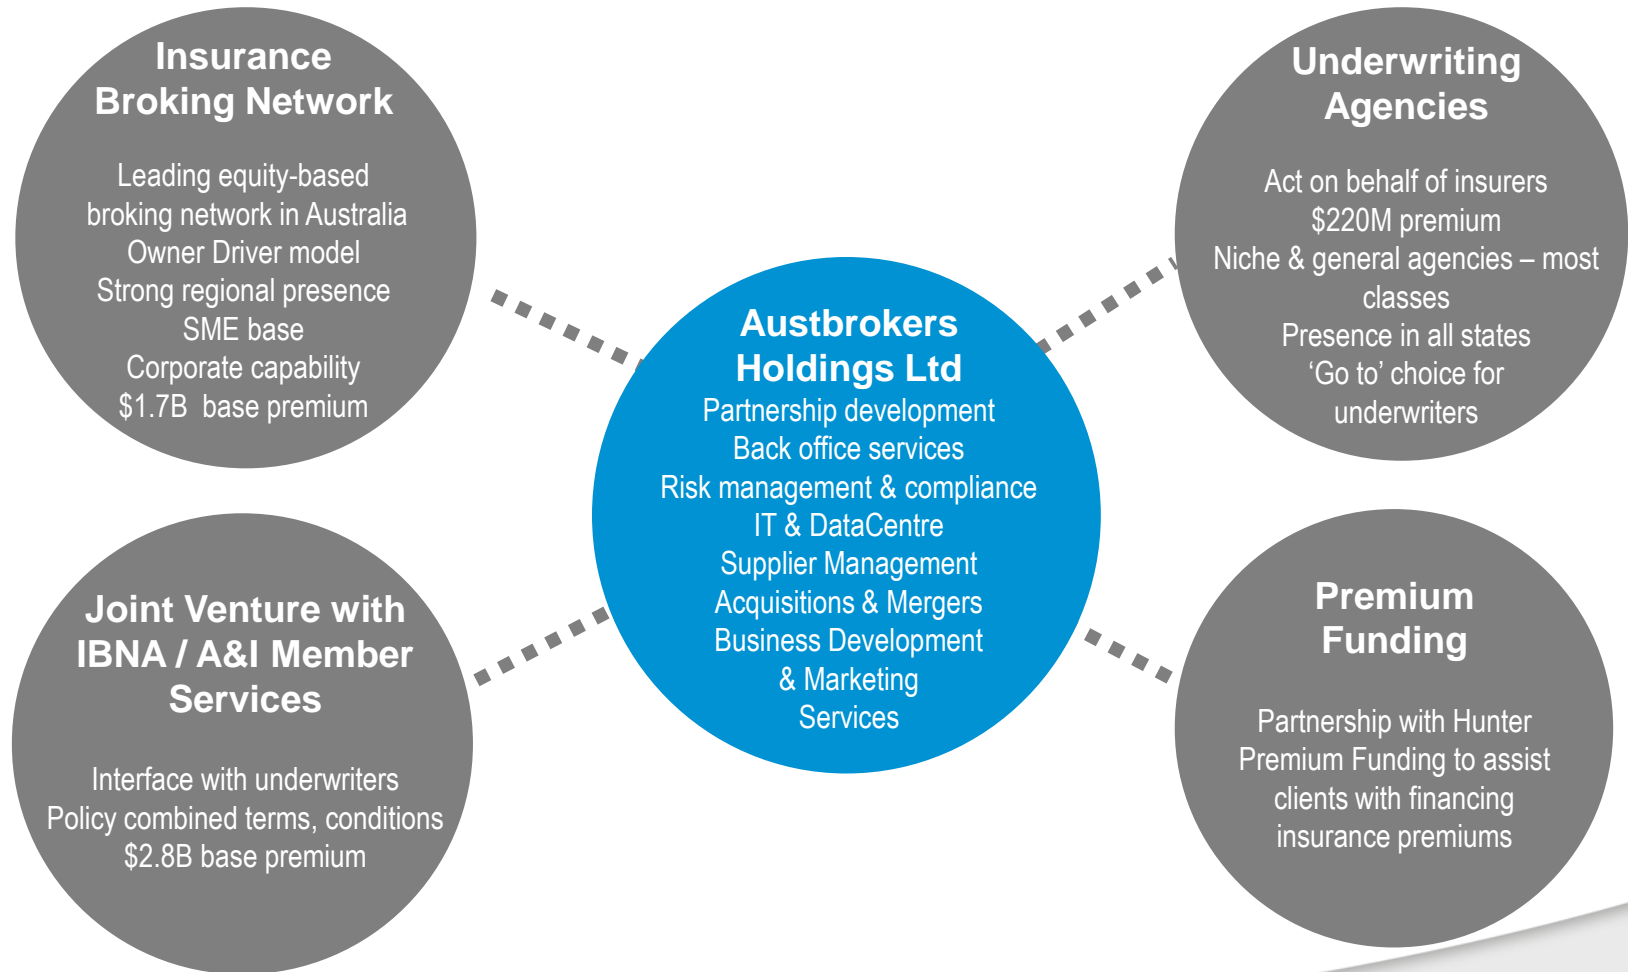 Insurance
Broking Network
Leading equity-based
broking network in Australia
Owner Driver model
Strong regional presence
SME base
Corporate capability
$1.7B  base premium
Underwriting
Agencies
Act on behalf of insurers
$220M premium
Niche & general agencies – most
classes
Presence in all states
‘Go to’ choice for
underwriters
Austbrokers
Holdings Ltd
Partnership development
Back office services
Risk management & compliance
IT & DataCentre
Supplier Management
Acquisitions & Mergers
Business Development
& Marketing
Services
Joint Venture with
IBNA / A&I Member
Services
Interface with underwriters
Policy combined terms, conditions
$2.8B base premium
Premium
Funding
Partnership with Hunter
Premium Funding to assist
clients with financing
insurance premiums